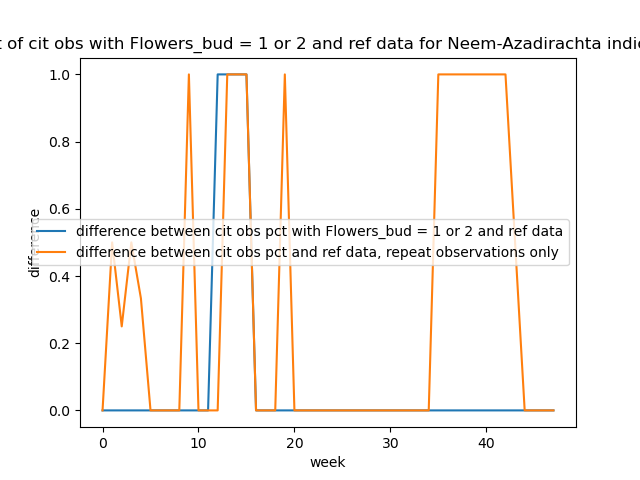 of cit obs with Flowers_bud = 1 or 2 and ref data for Neem-Azadirachta
1.0
0.8
0.6
0.4
0.2
0.0
difference
difference between cit obs pct with Flowers_bud = 1 or 2 and ref data
difference between cit obs pct and ref data, repeat observations only
0 10 20 30 40
week